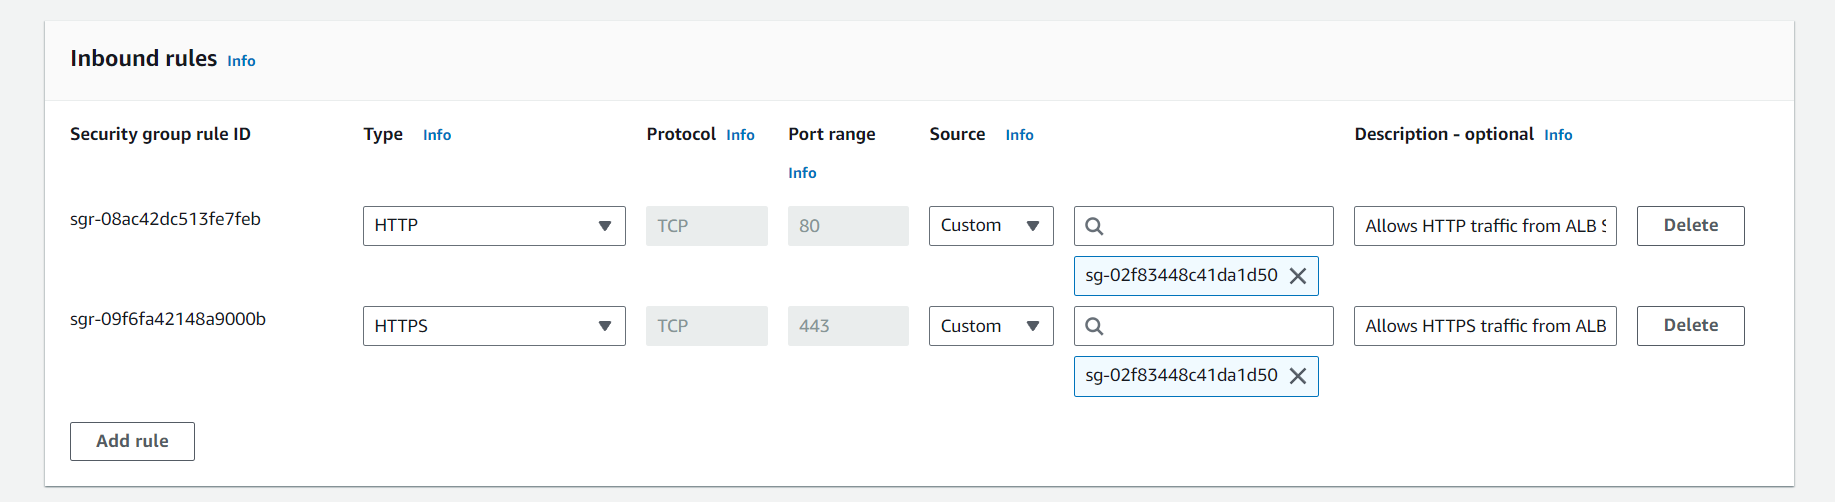 Inbound rules Info
Security group rule ID Type Info Protocol Info Port range Info Source Info Description - optional Info
sgr-08ac42dc513fe7feb HTTP TCP 80 Custom Allows HTTP traffic from ALB S Delete
sg-02f83448c41da1d50
sgr-09f6fa42148a9000b HTTPS TCP 443 Custom Allows HTTPS traffic from ALB Delete
sg-02f83448c41da1d50
Add rule